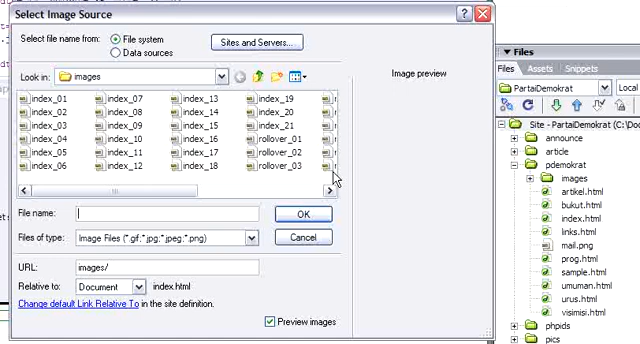 Select Image Source
Select file name from: File system
Data sources
Sites and Servers...
Look in: images
Image preview
index_01 index_07 index_13 index_19
index_02 index_08 index_14 index_20
index_03 index_09 index_15 index_21
index_04 index_10 index_16 rollover_01
index_05 index_11 index_17 rollover_02
index_06 index_12 index_18 rollover_03
File name: OK
Files of type: Image Files (*.gif;*.jpg;*.jpeg;*.png) Cancel
URL: images/
Relative to: Document index.html
Change default Link Relative To in the site definition.
Preview images
Files
Files Assets Snippets
PartaiDemokrat Local
Site - PartaiDemokrat (C:\Doc
announce
article
pdemokrat
images
artikel.html
bukut.html
index.html
links.html
mail.png
prog.html
sample.html
umuman.html
urus.html
visimisi.html
phpids
pics